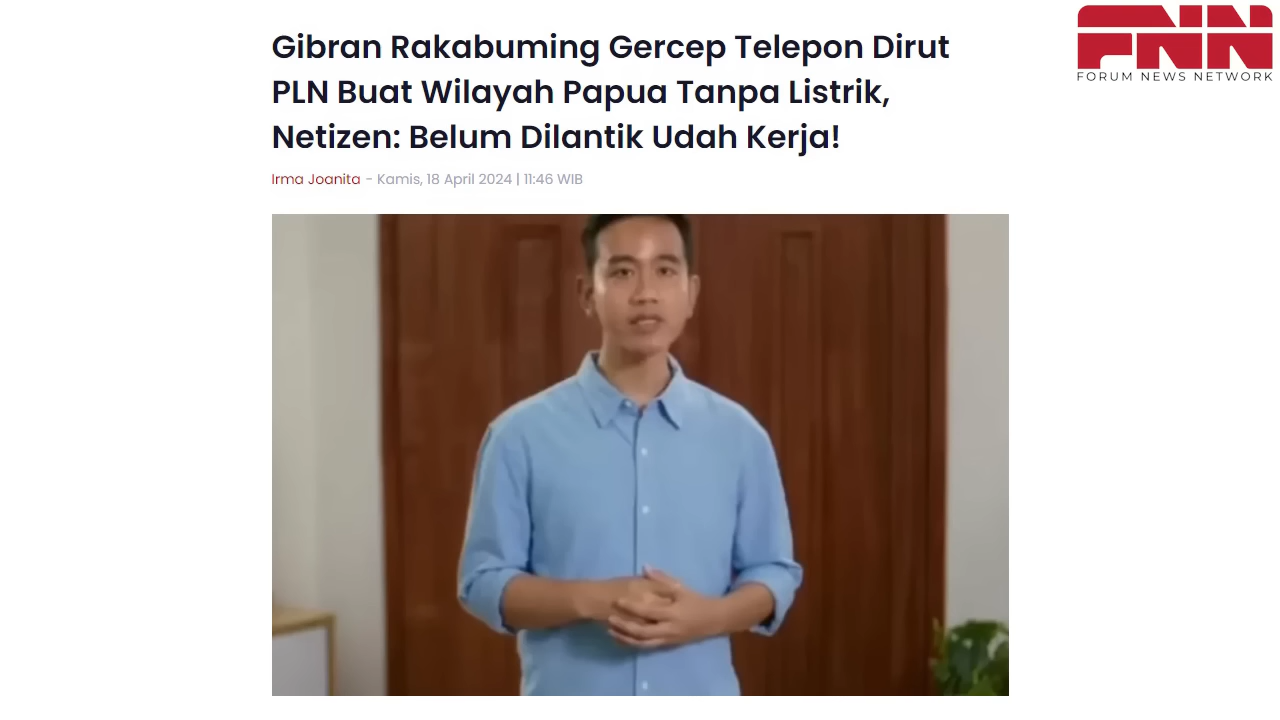 Gibran Rakabuming Gercep Telepon Dirut
PLN Buat Wilayah Papua Tanpa Listrik,
Netizen: Belum Dilantik Udah Kerja!
Irma Joanita - Kamis, 18 April 2024 | 11:46 WIB
FNN
FORUM NEWS NETWORK